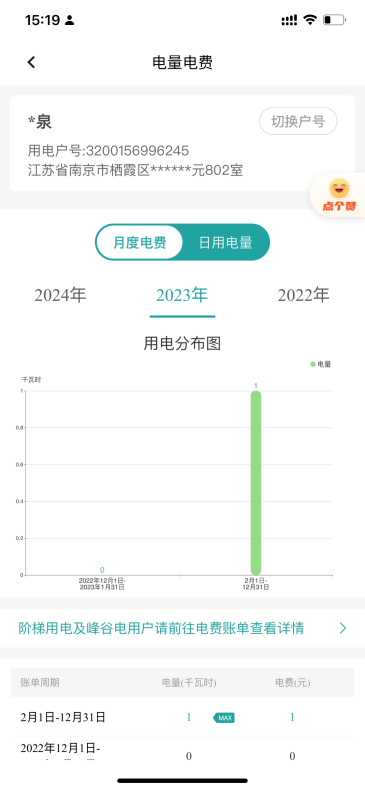 15:19
电量电费
*泉
切换户号
用电户号:3200156996245
江苏省南京市栖霞区******元802室
点个赞
月度电费 日用电量
2024年 2023年 2022年
用电分布图
电量
千瓦时
1
1
0.8
0.6
0.4
0.2
0
0
2022年12月1日-
2023年1月31日
2月1日-
12月31日
阶梯用电及峰谷电用户请前往电费账单查看详情
账单周期 电量(千瓦时) 电费(元)
2月1日-12月31日 1 MAX 1
2022年12月1日-
0 0